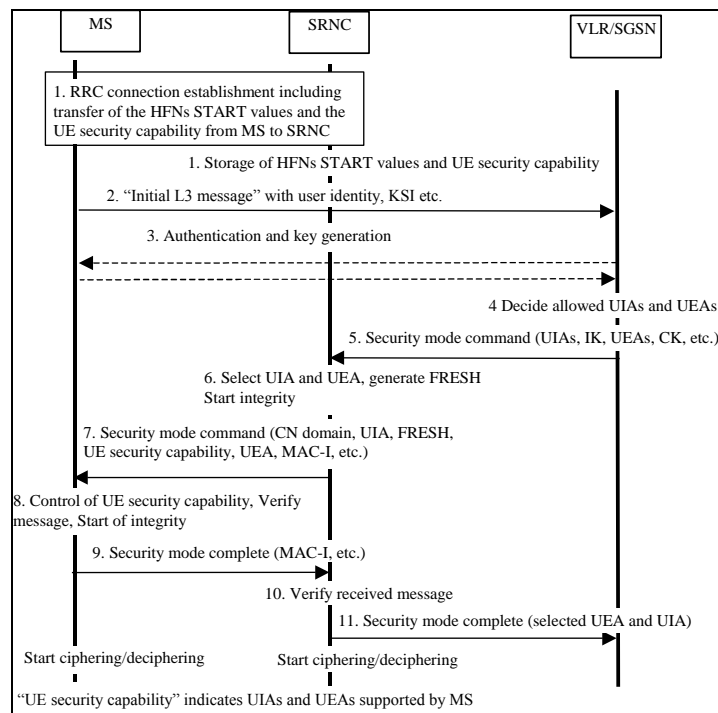 MS
SRNC
VLR/SGSN
1. RRC connection establishment including
transfer of the HFNs START values and the
UE security capability from MS to SRNC
1. Storage of HFNs START values and UE security capability
2. “Initial L3 message” with user identity, KSI etc.
3. Authentication and key generation
4 Decide allowed UIAs and UEAs
5. Security mode command (UIAs, IK, UEAs, CK, etc.)
6. Select UIA and UEA, generate FRESH
Start integrity
7. Security mode command (CN domain, UIA, FRESH,
UE security capability, UEA, MAC-I, etc.)
8. Control of UE security capability, Verify
message, Start of integrity
9. Security mode complete (MAC-I, etc.)
10. Verify received message
11. Security mode complete (selected UEA and UIA)
Start ciphering/deciphering
Start ciphering/deciphering
“UE security capability” indicates UIAs and UEAs supported by MS